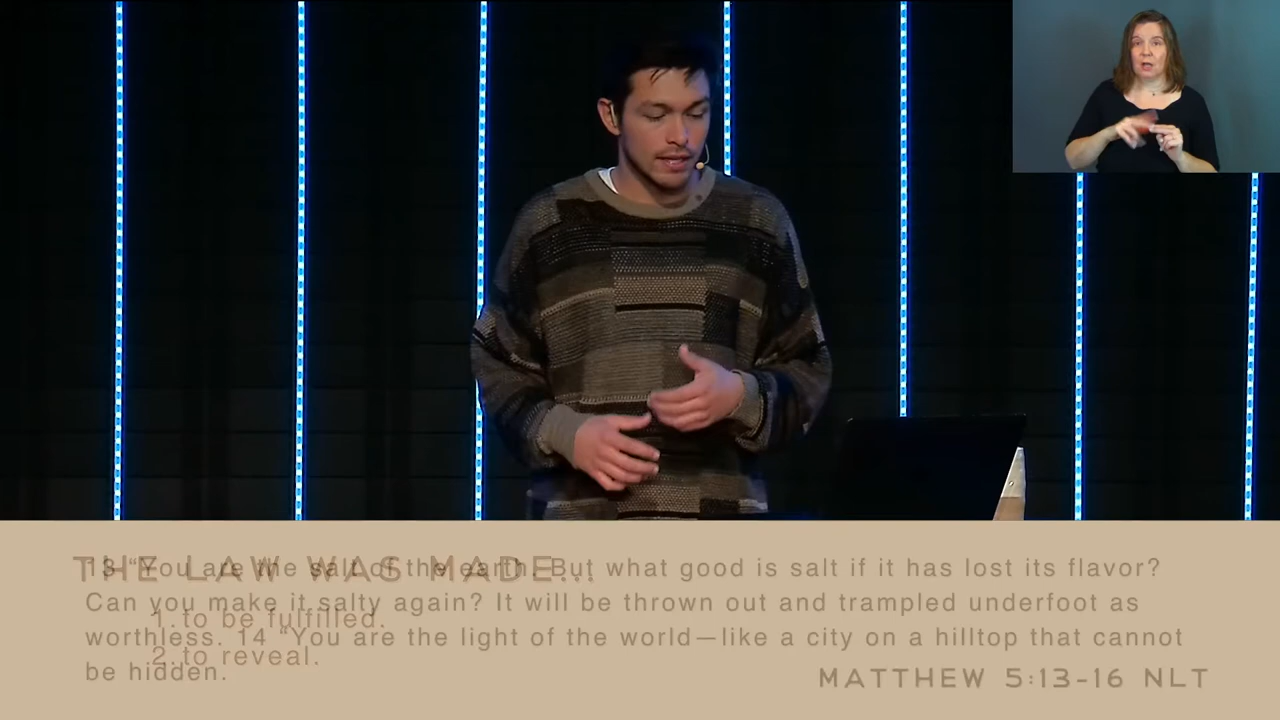 THE LAW WAS MADE...
1. to be fulfilled.
2. to reveal.
13 “You are the salt of the earth. But what good is salt if it has lost its flavor?
Can you make it salty again? It will be thrown out and trampled underfoot as
worthless. 14 “You are the light of the world—like a city on a hilltop that cannot
be hidden.
MATTHEW 5:13-16 NLT